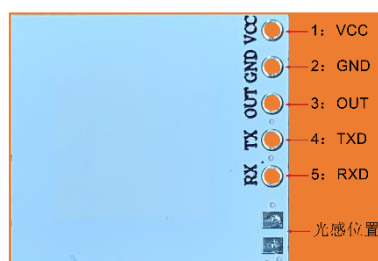 VCC
1: VCC
GND
2: GND
OUT
3: OUT
TX
4: TXD
RX
5: RXD
光感位置